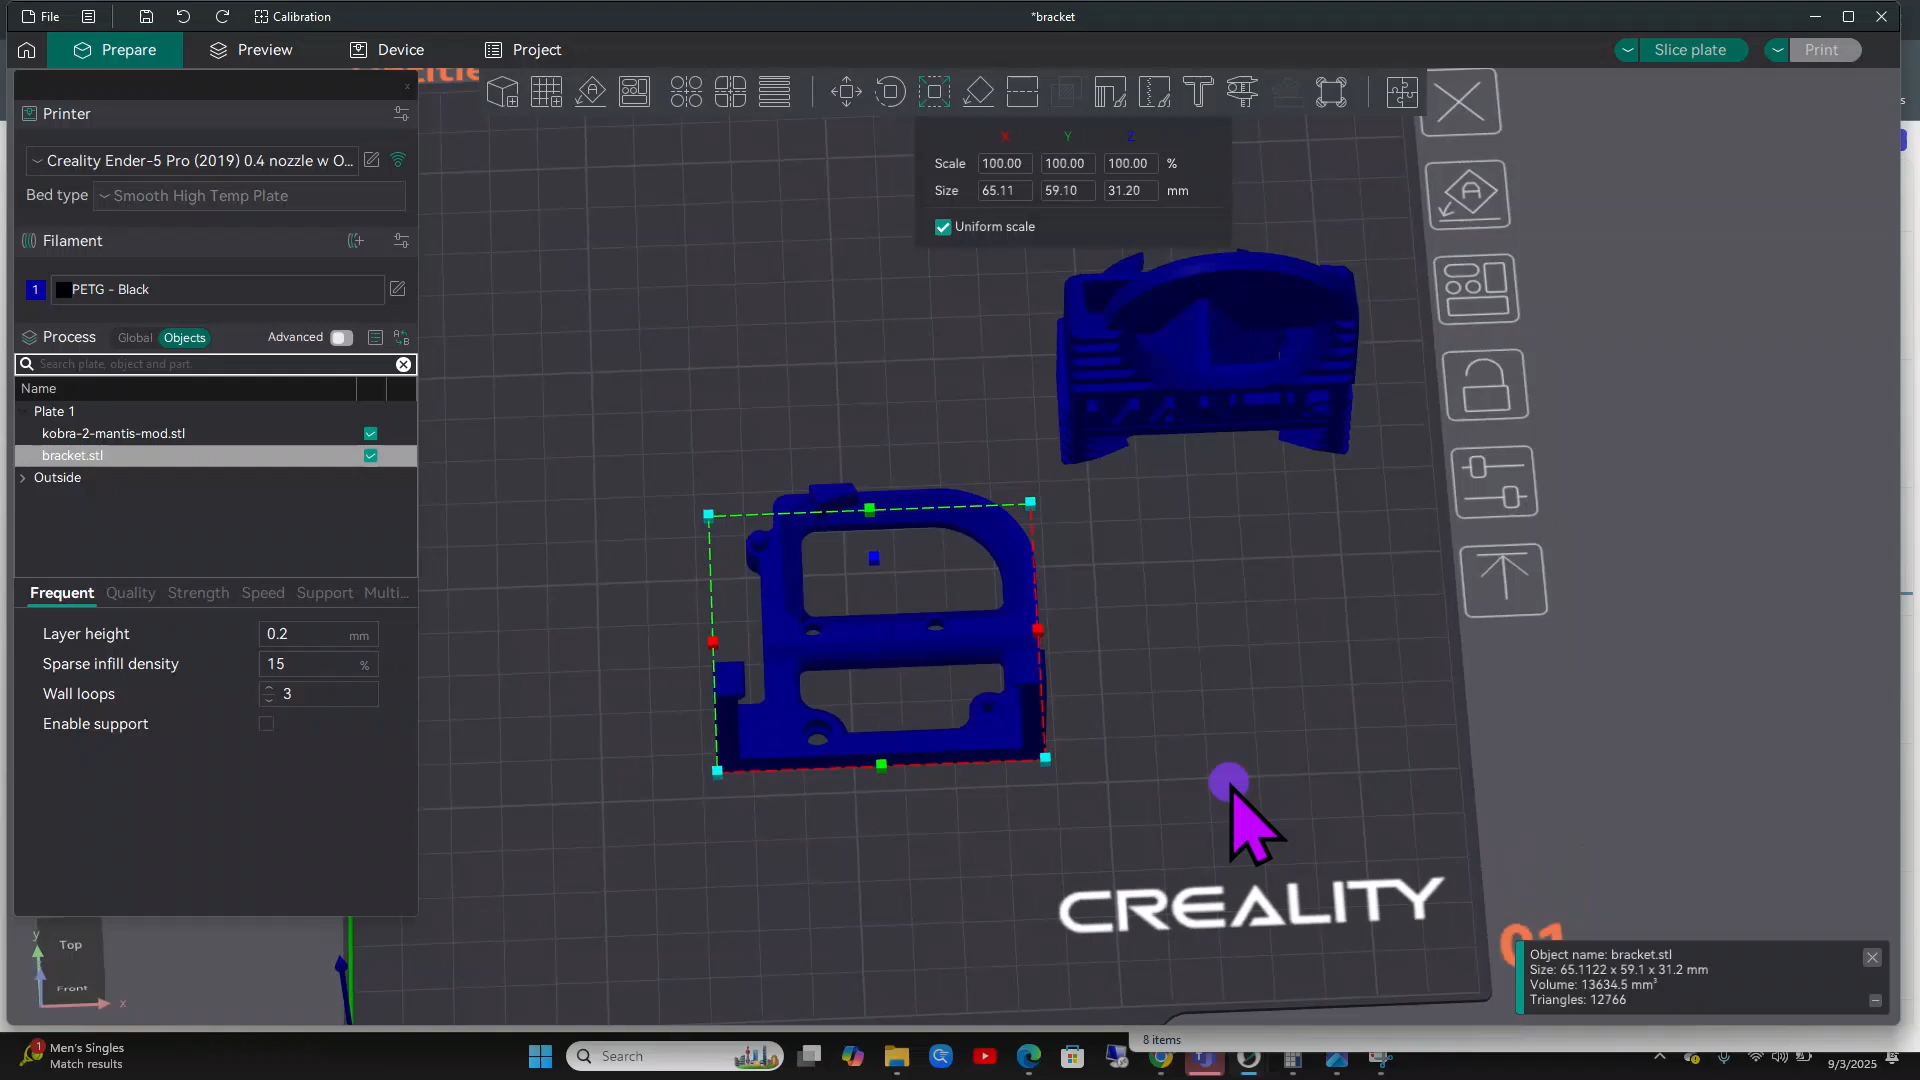 File
Calibration
*bracket
Prepare
Preview
Device
Project
Slice plate
Print
Printer
Creality Ender-5 Pro (2019) 0.4 nozzle w O...
Bed type
Smooth High Temp Plate
Filament
1
PETG - Black
Process
Global
Objects
Advanced
Search plate, object and part.
Name
Plate 1
kobra-2-mantis-mod.stl
bracket.stl
Outside
Frequent
Quality
Strength
Speed
Support
Multi...
Layer height
0.2
mm
Sparse infill density
15
%
Wall loops
3
Enable support
X
Y
Z
Scale
100.00
100.00
100.00
%
Size
65.11
59.10
31.20
mm
Uniform scale
A
CREALITY
01
y
Top
Front
x
Object name: bracket.stl
Size: 65.1122 x 59.1 x 31.2 mm
Volume: 13634.5 mm³
Triangles: 12766
8 items
1
Men's Singles
Match results
Search
9/3/2025